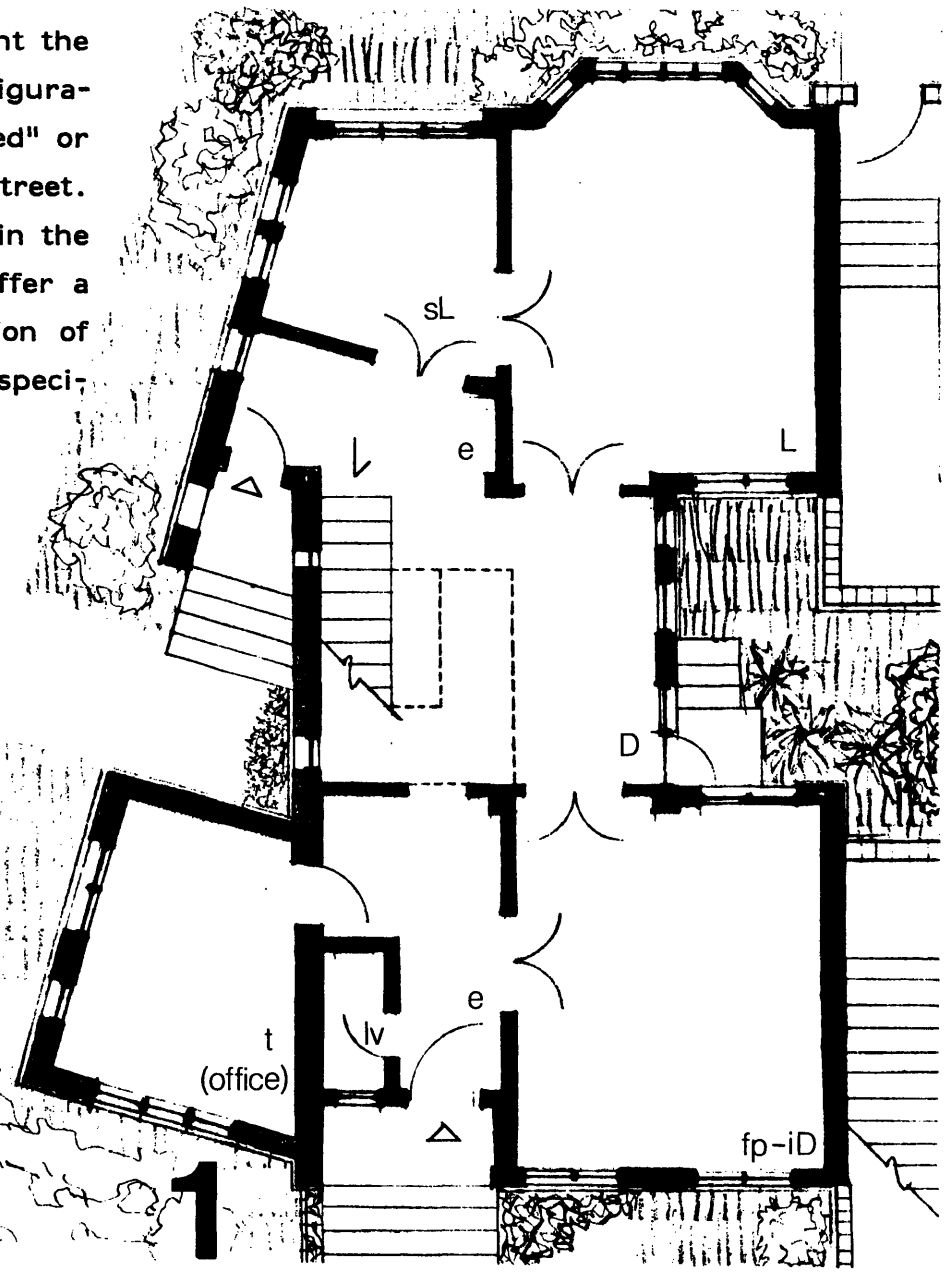 nt the
igura-
ed" or
treet.
in the
ffer a
on of
speci-
sL
e
L
D
e
lv
t
(office)
fp-iD
1